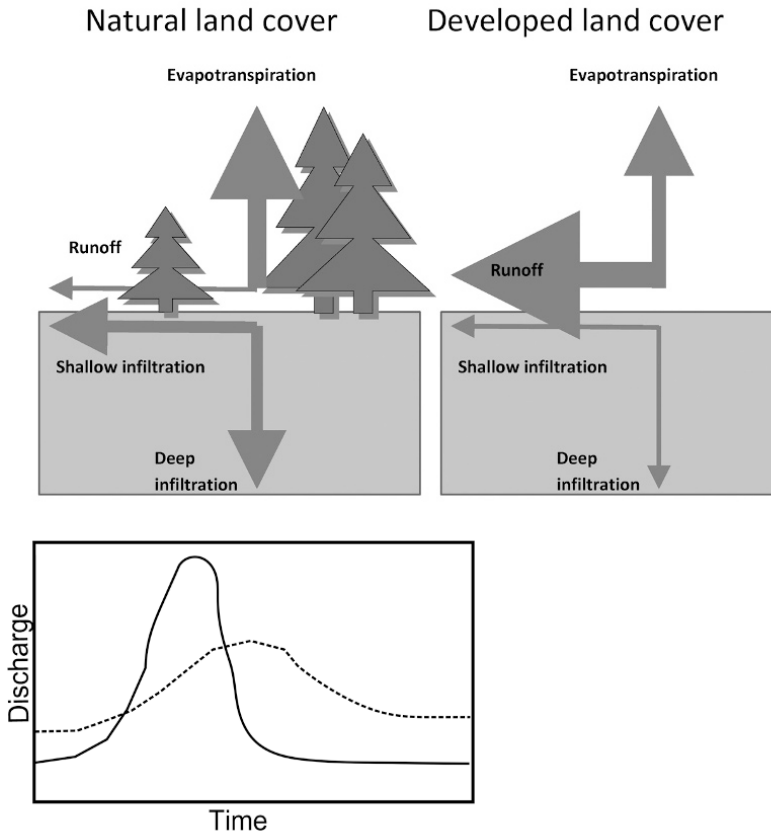 Natural land cover
Developed land cover
Evapotranspiration
Evapotranspiration
Runoff
Runoff
Shallow infiltration
Shallow infiltration
Deep
infiltration
Deep
infiltration
Discharge
Time